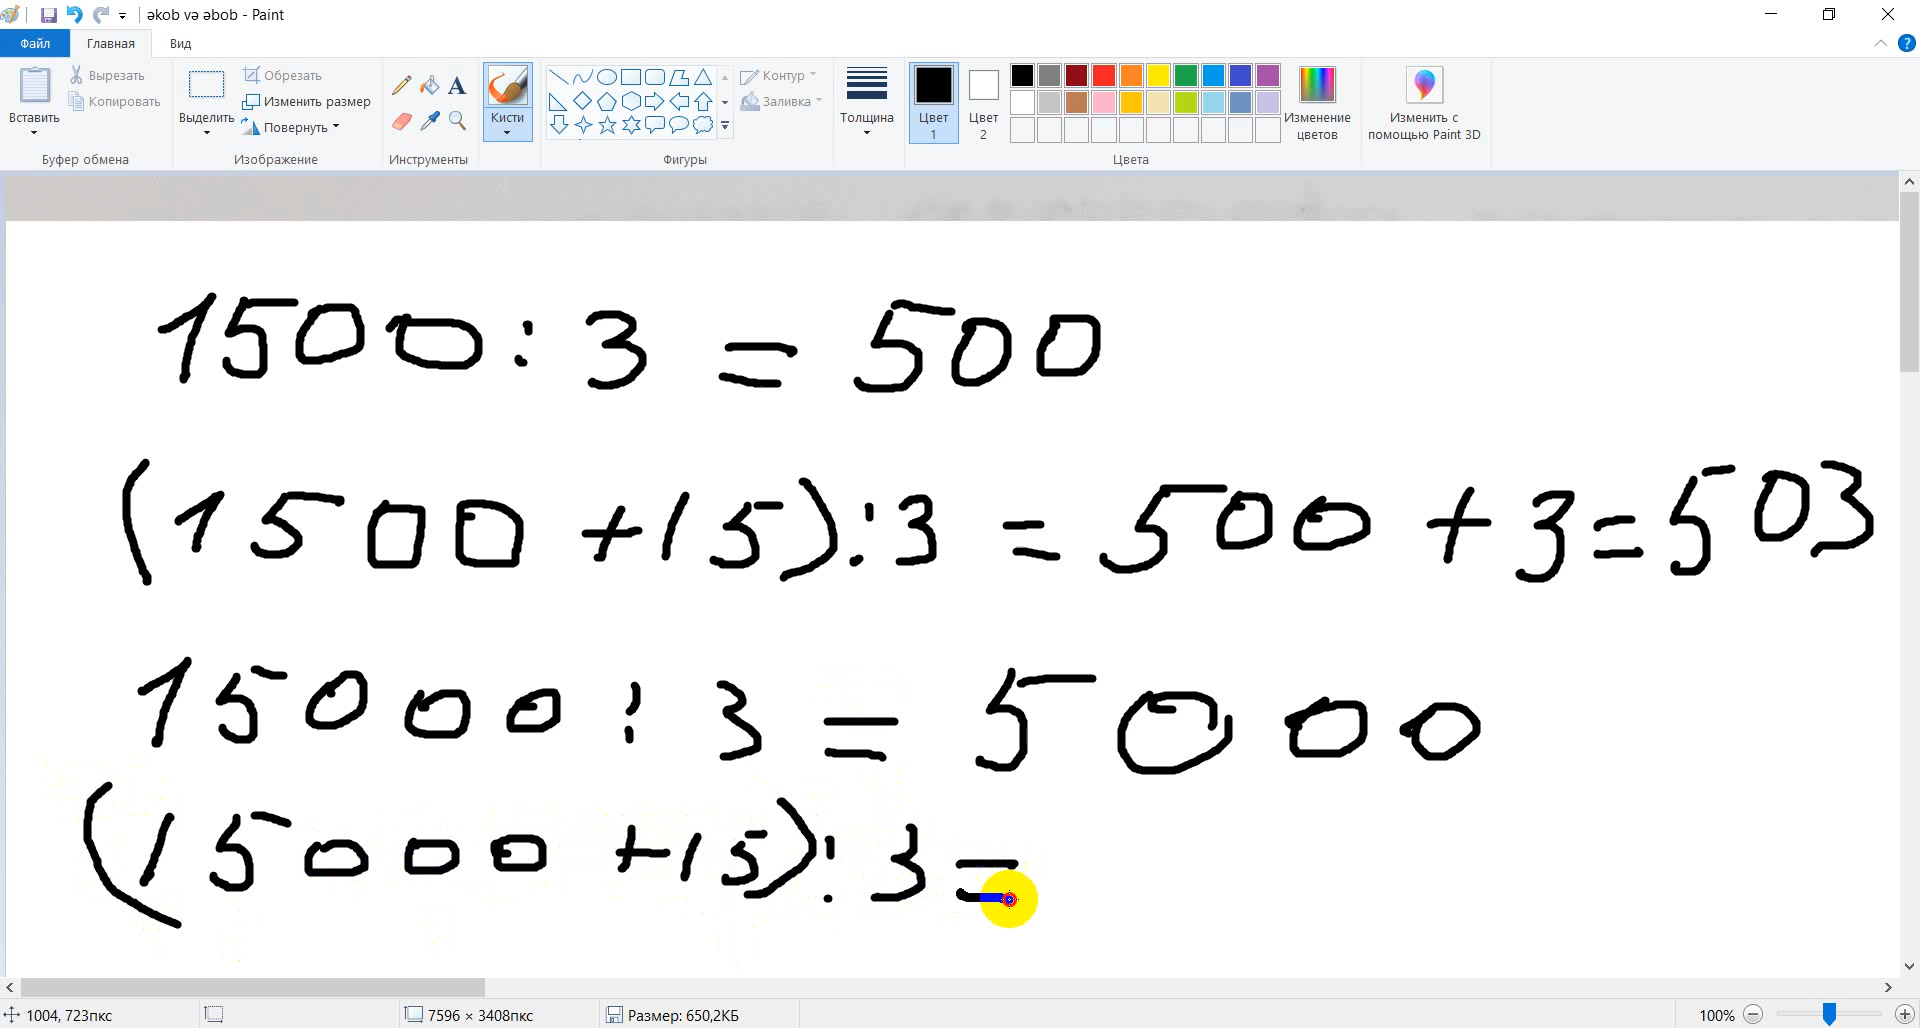 əkob və əbob - Paint
Файл Главная Вид
Вставить
Вырезать
Копировать
Буфер обмена
Выделить
Обрезать
Изменить размер
Повернуть
Изображение
A
Инструменты
Кисти
Контур
Заливка
Фигуры
Толщина
Цвет 1
Цвет 2
Цвета
Изменение цветов
Изменить с помощью Paint 3D
1500 : 3 = 500
(1500 + 15) : 3 = 500 + 3 = 503
15000 : 3 = 5000
(15000 + 15) : 3 =
1004, 723пкс 7596 × 3408пкс Размер: 650,2КБ 100%